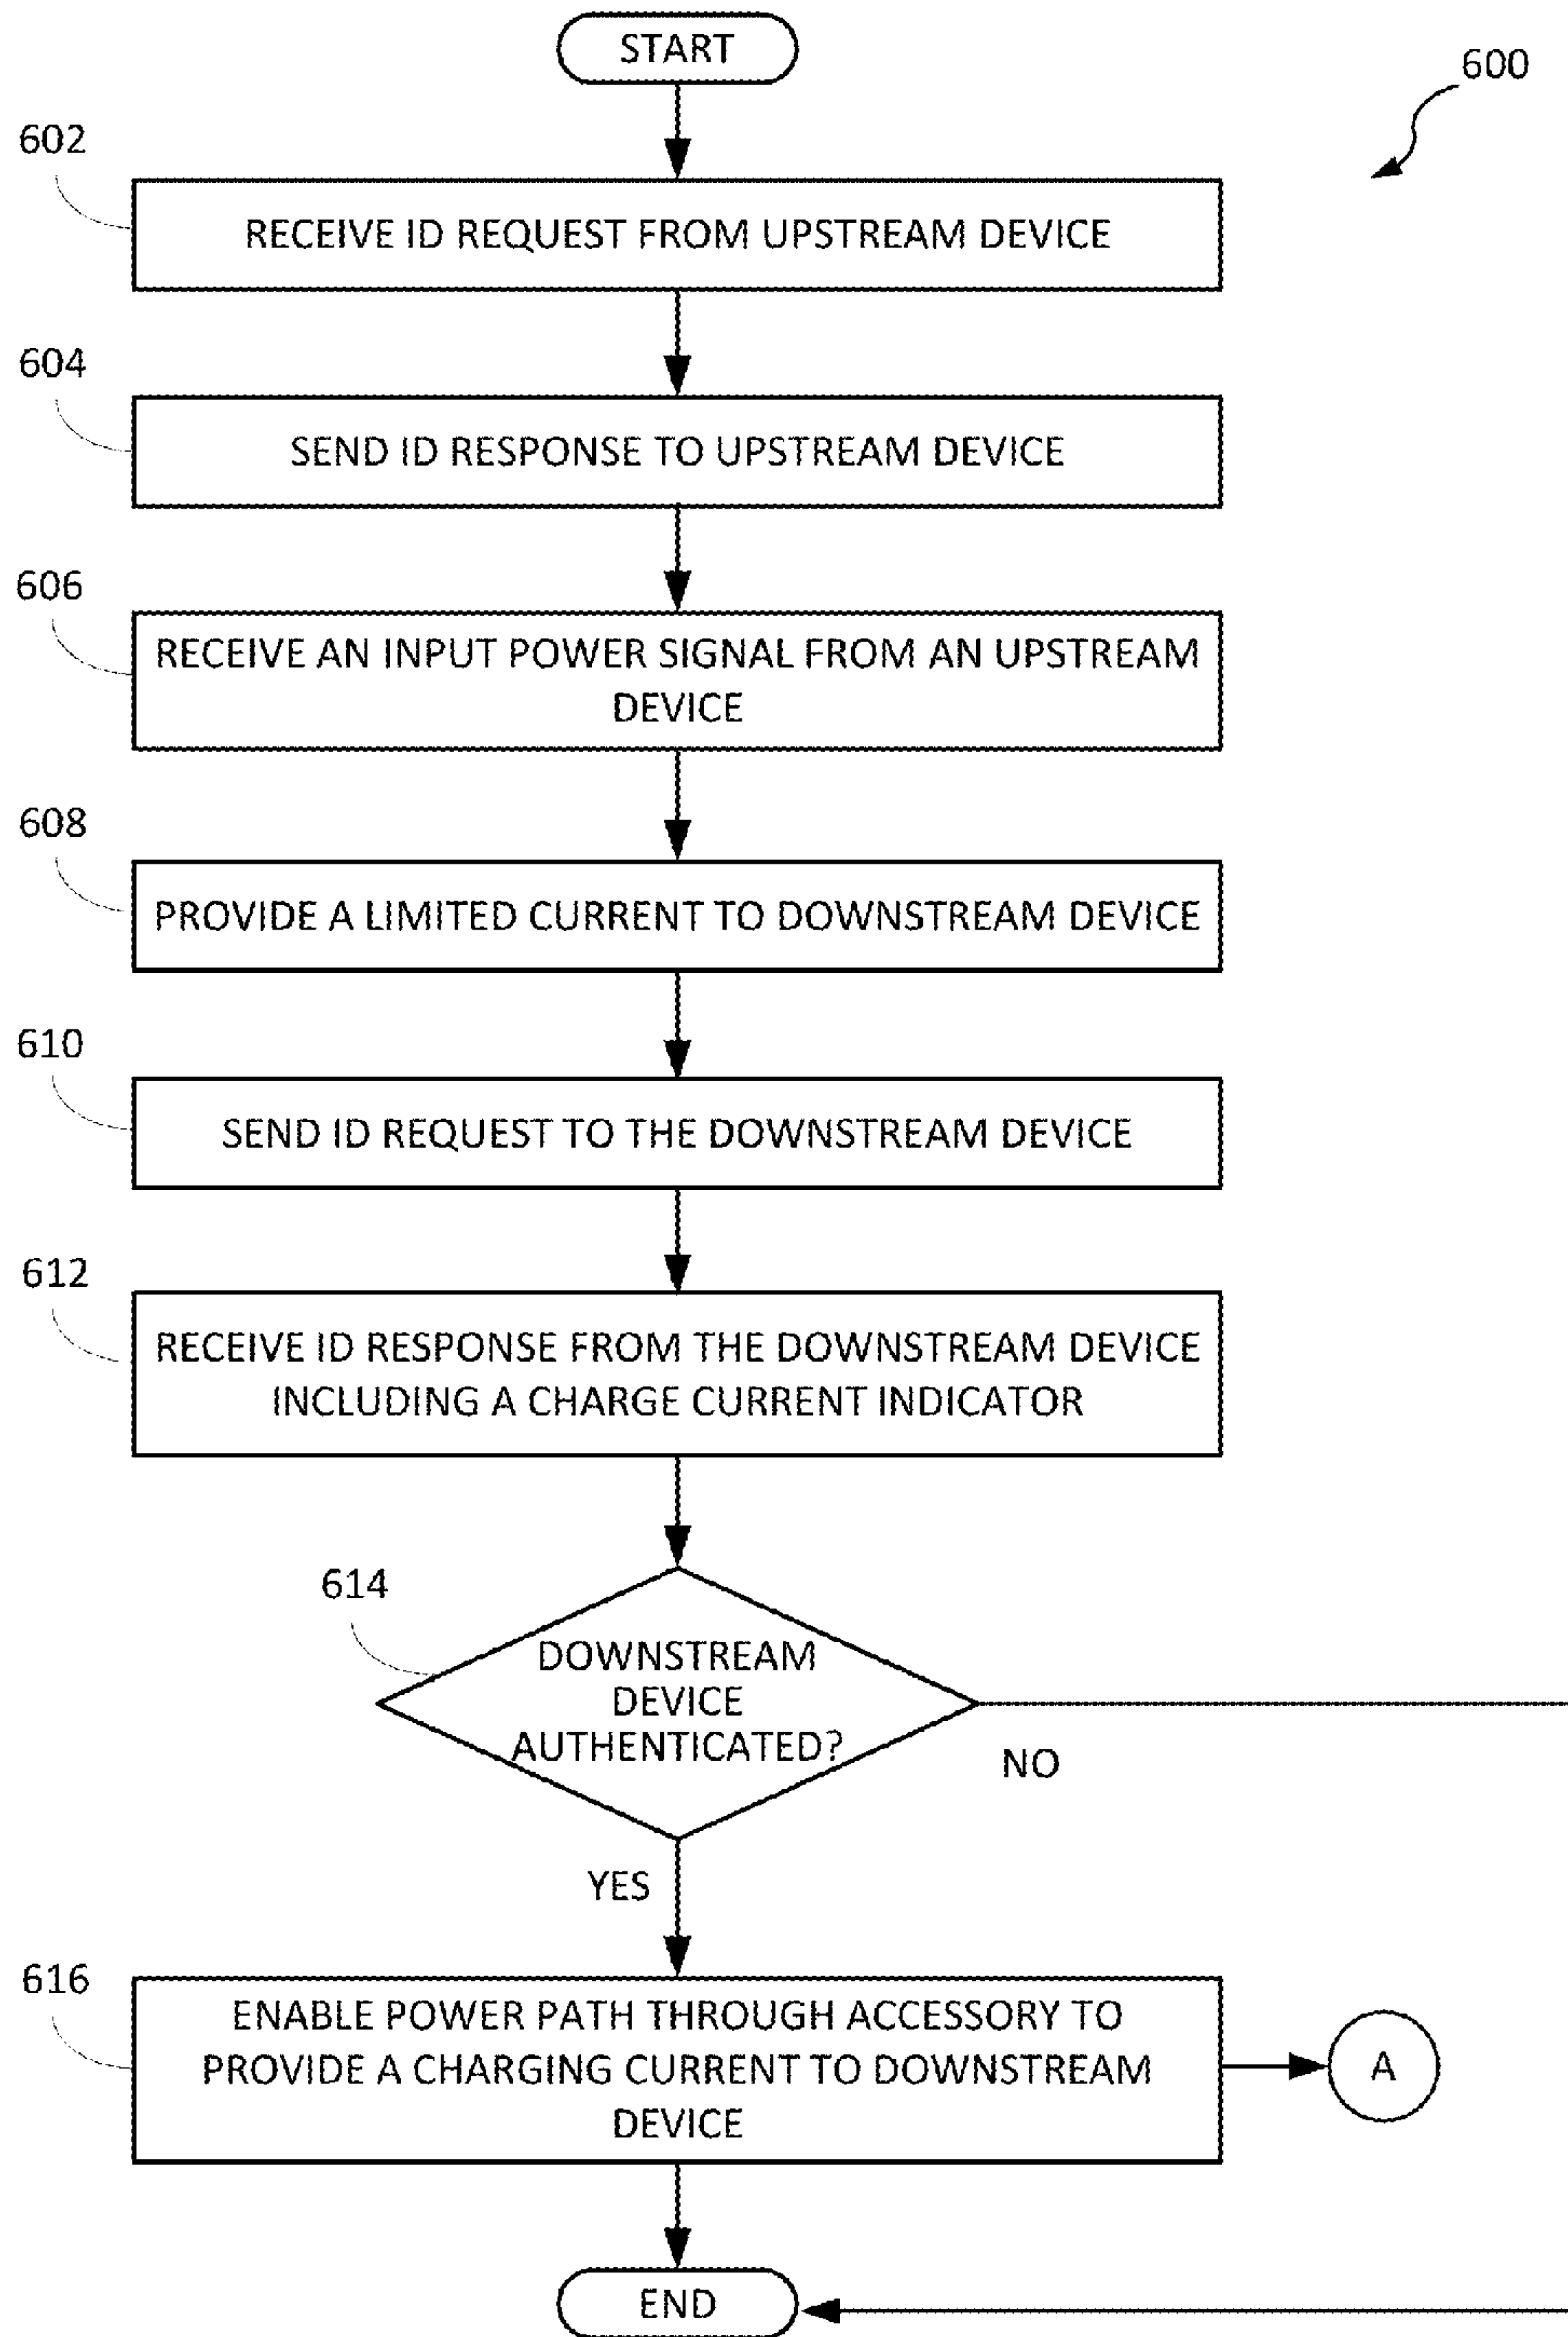 START
600
602
RECEIVE ID REQUEST FROM UPSTREAM DEVICE
604
SEND ID RESPONSE TO UPSTREAM DEVICE
606
RECEIVE AN INPUT POWER SIGNAL FROM AN UPSTREAM
DEVICE
608
PROVIDE A LIMITED CURRENT TO DOWNSTREAM DEVICE
610
SEND ID REQUEST TO THE DOWNSTREAM DEVICE
612
RECEIVE ID RESPONSE FROM THE DOWNSTREAM DEVICE
INCLUDING A CHARGE CURRENT INDICATOR
614
DOWNSTREAM
DEVICE
AUTHENTICATED?
NO
YES
616
ENABLE POWER PATH THROUGH ACCESSORY TO
PROVIDE A CHARGING CURRENT TO DOWNSTREAM
DEVICE
A
END